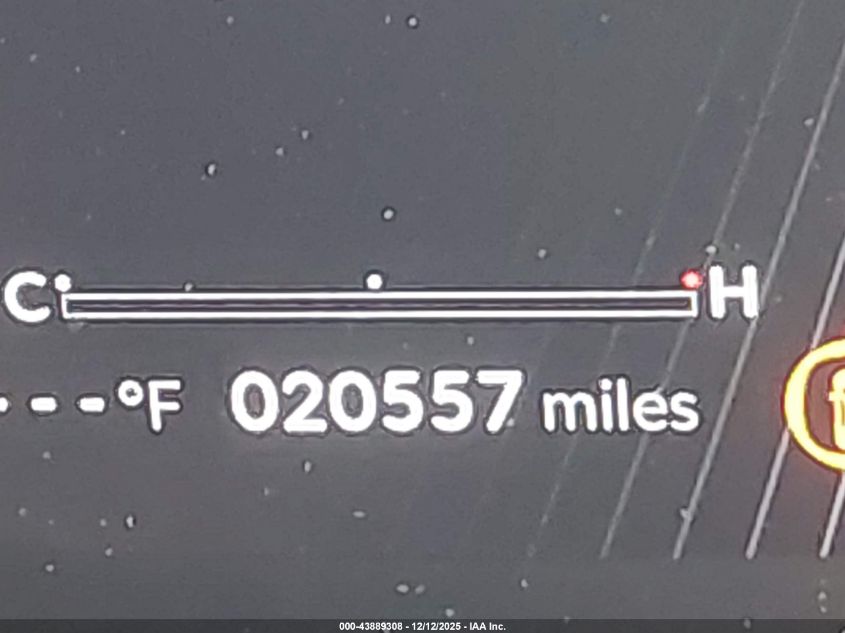 C H
---°F 020557 miles
000-43889308 - 12/12/2025 - IAA Inc.